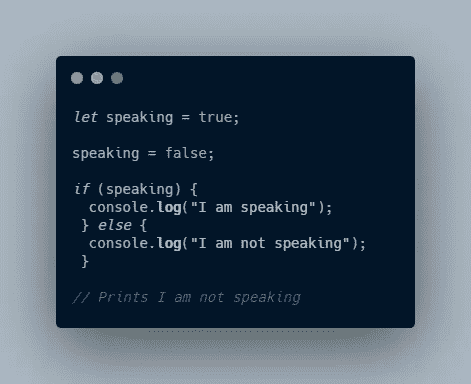 let speaking = true;
speaking = false;
if (speaking) {
console.log("I am speaking");
} else {
console.log("I am not speaking");
}
// Prints I am not speaking